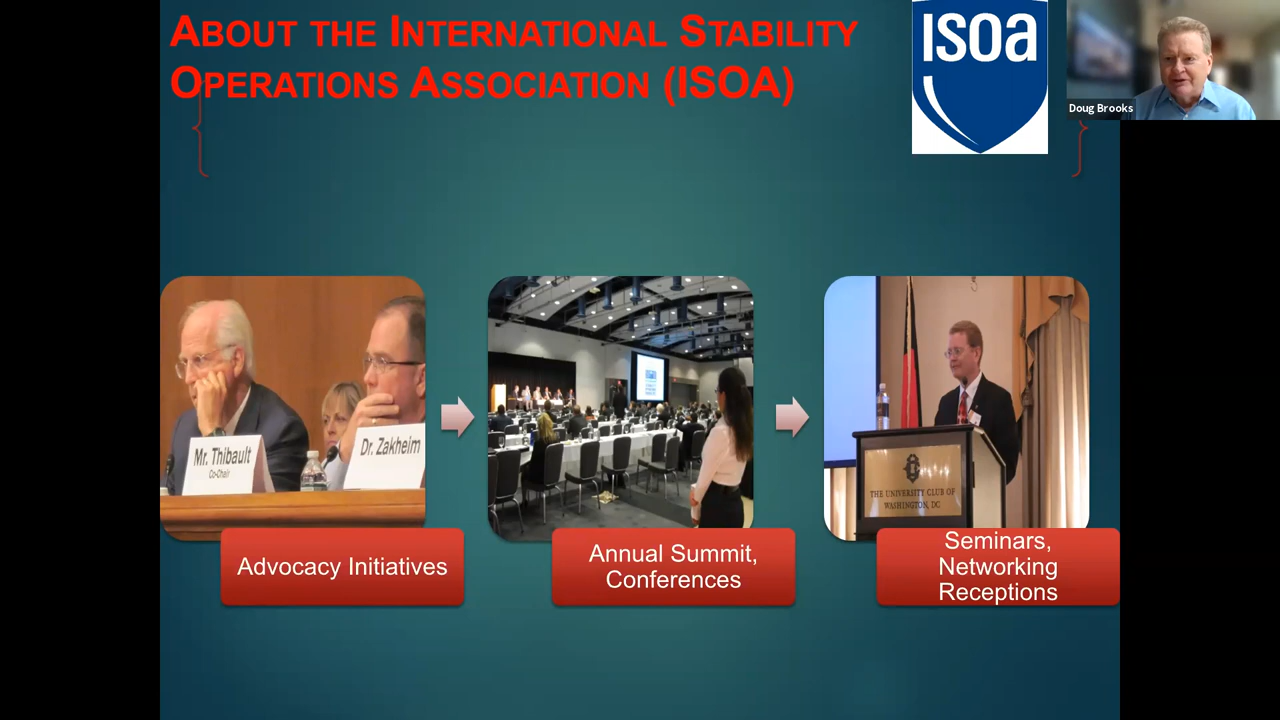 ABOUT THE INTERNATIONAL STABILITY
OPERATIONS ASSOCIATION (ISOA)
ISOA
Doug Brooks
Mr. Thibault
Co-Chair
Dr. Zakheim
THE UNIVERSITY CLUB OF
WASHINGTON, DC
Advocacy Initiatives
Annual Summit,
Conferences
Seminars,
Networking
Receptions